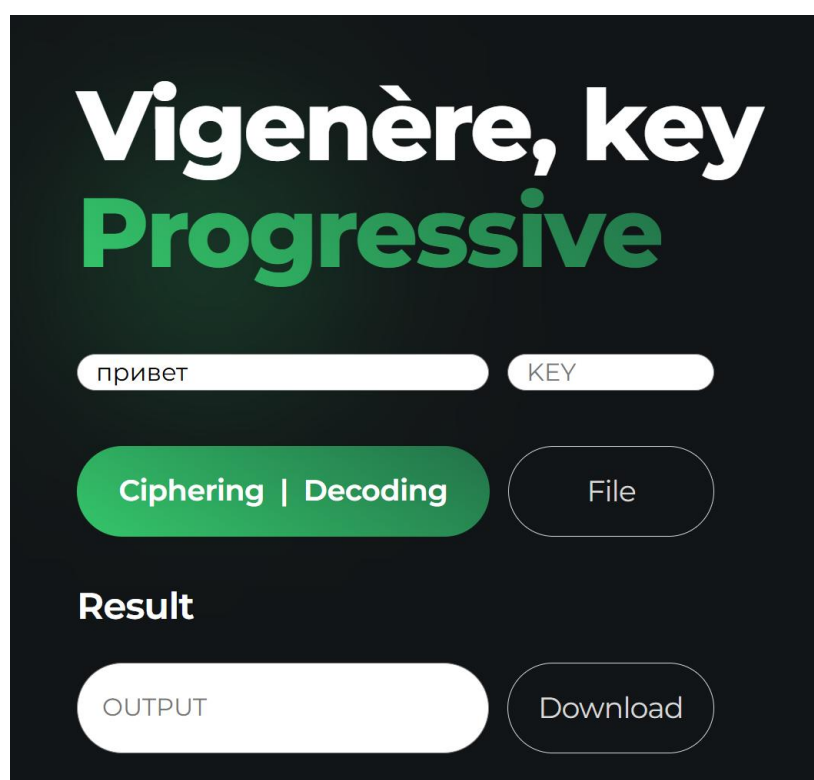 Vigenère, key
Progressive
привет KEY
Ciphering | Decoding File
Result
OUTPUT Download